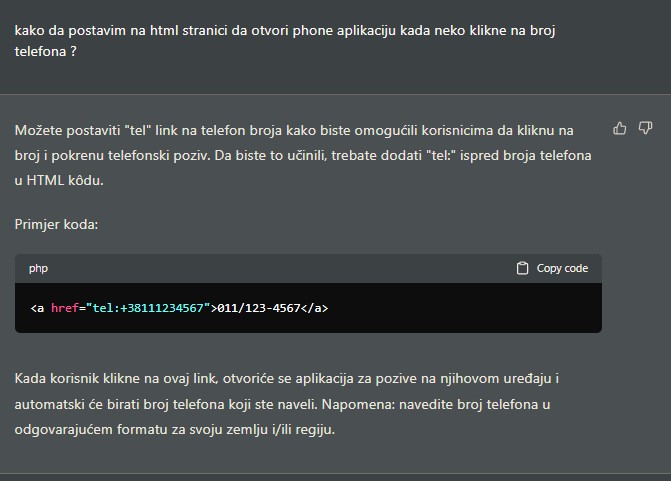 kako da postavim na html stranici da otvori phone aplikaciju kada neko klikne na broj
telefona ?
Možete postaviti "tel" link na telefon broja kako biste omogućili korisnicima da kliknu na
broj i pokrenu telefonski poziv. Da biste to učinili, trebate dodati "tel:" ispred broja telefona
u HTML kôdu.
Primjer koda:
php Copy code
<a href="tel:+38111234567">011/123-4567</a>
Kada korisnik klikne na ovaj link, otvoriće se aplikacija za pozive na njihovom uređaju i
automatski će birati broj telefona koji ste naveli. Napomena: navedite broj telefona u
odgovarajućem formatu za svoju zemlju i/ili regiju.